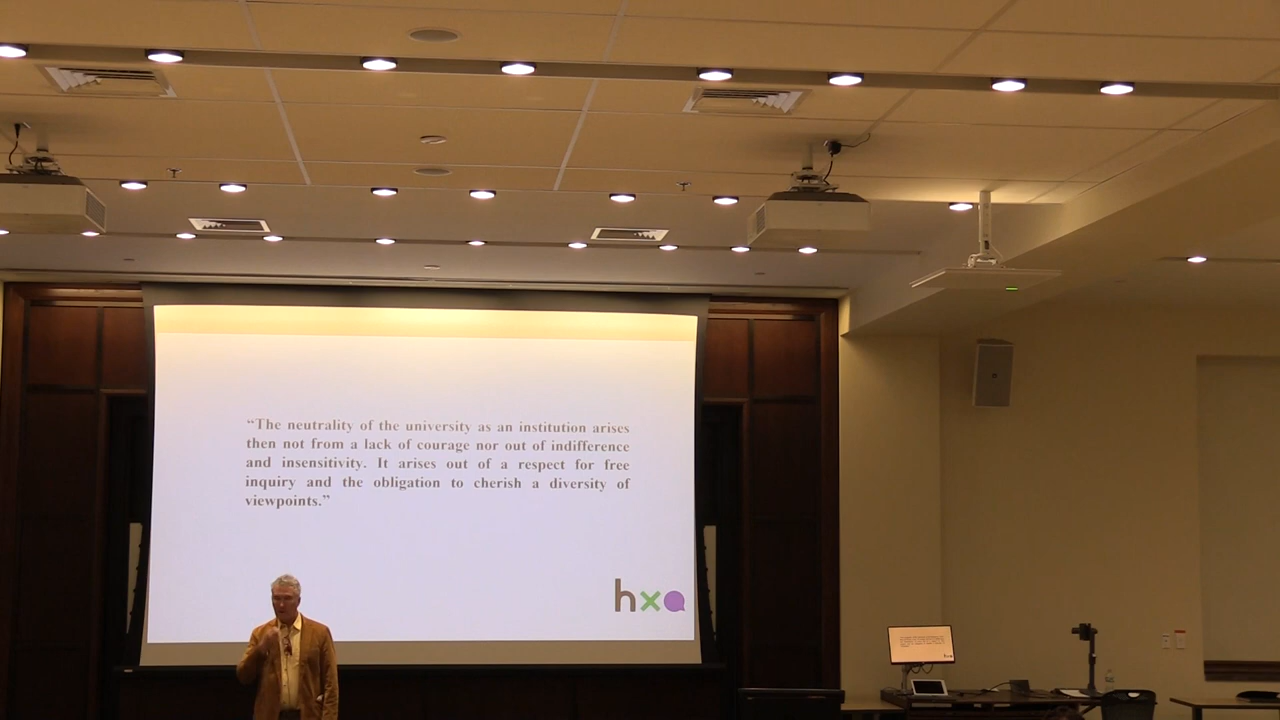 “The neutrality of the university as an institution arises
then not from a lack of courage nor out of indifference
and insensitivity. It arises out of a respect for free
inquiry and the obligation to cherish a diversity of
viewpoints.”
hxa